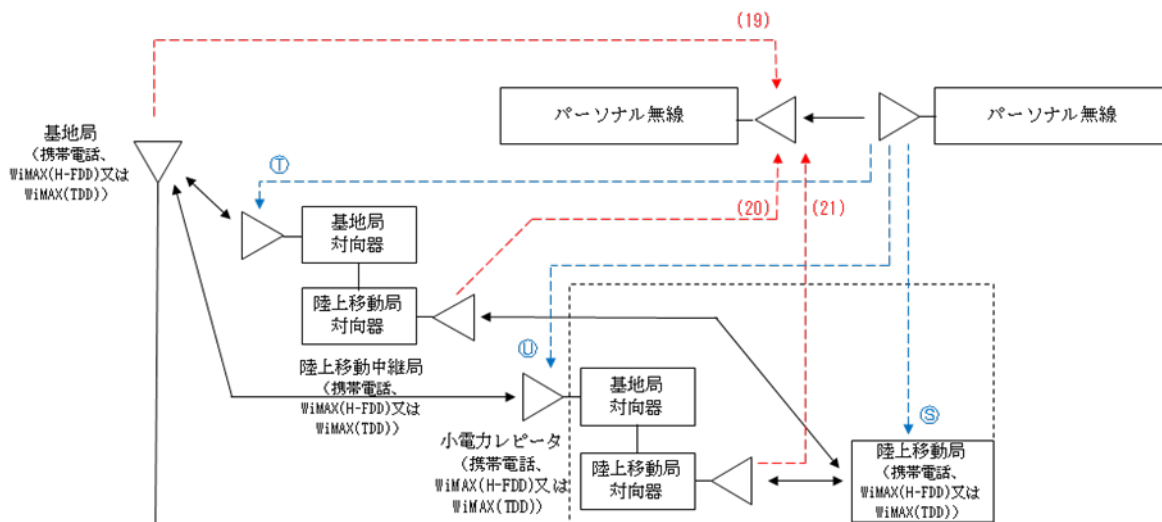 (19)
パーソナル無線
パーソナル無線
基地局
(携帯電話、
WiMAX(H-FDD)又は
WiMAX(TDD))
Ⓣ
基地局
対向器
(20)
(21)
陸上移動局
対向器
陸上移動中継局
(携帯電話、
WiMAX(H-FDD)又は
WiMAX(TDD))
Ⓤ
基地局
対向器
Ⓢ
小電力レピータ
(携帯電話、
WiMAX(H-FDD)又は
WiMAX(TDD))
陸上移動局
対向器
陸上移動局
(携帯電話、
WiMAX(H-FDD)又は
WiMAX(TDD))